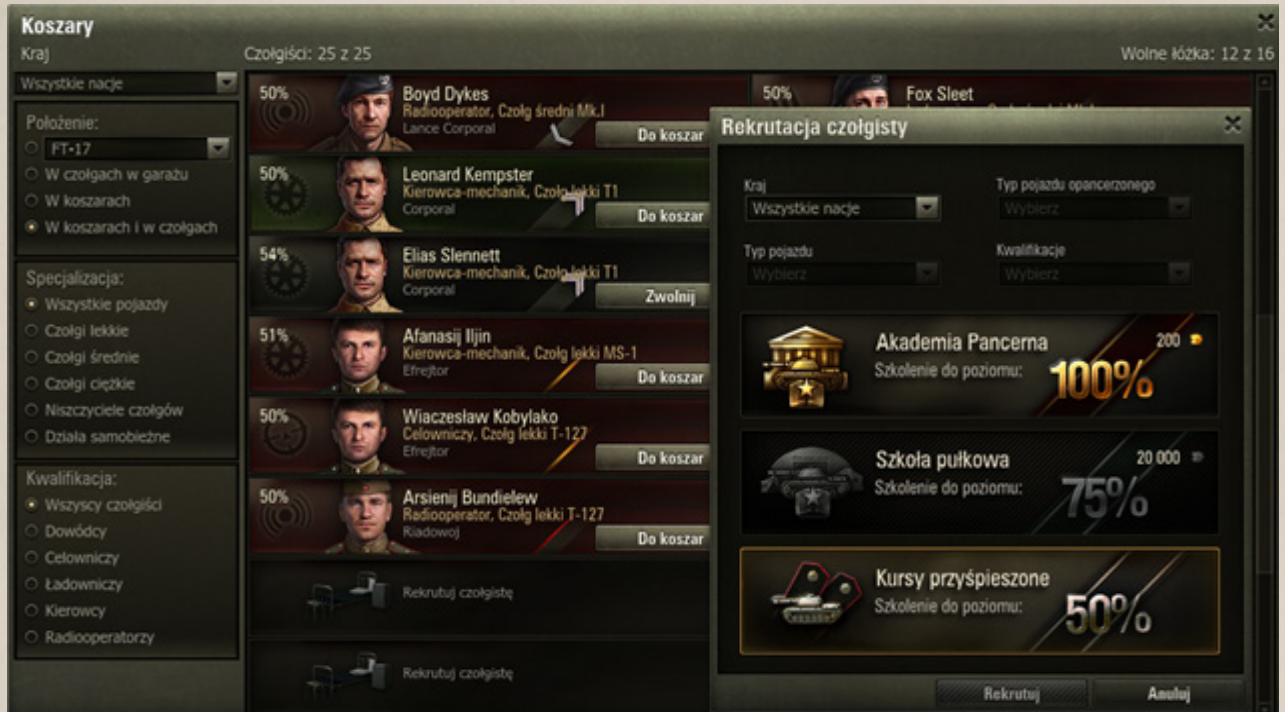 Koszary
Kraj
Czołgiści: 25 z 25
Wolne łóżka: 12 z 16
Wszystkie nacje
Położenie:
FT-17
W czołgach w garażu
W koszarach
W koszarach i w czołgach
Specjalizacja:
Wszystkie pojazdy
Czołgi lekkie
Czołgi średnie
Czołgi ciężkie
Niszczyciele czołgów
Działa samobieżne
Kwalifikacja:
Wszyscy czołgiści
Dowódcy
Celowniczy
Ładowniczy
Kierowcy
Radiooperatorzy
50%
Boyd Dykes
Radiooperator, Czołg średni Mk.I
Lance Corporal
Do koszar
50%
Leonard Kempster
Kierowca-mechanik, Czołg lekki T1
Corporal
Do koszar
54%
Elias Slennett
Kierowca-mechanik, Czołg lekki T1
Corporal
Zwolnij
51%
Afanasij Iljin
Kierowca-mechanik, Czołg lekki MS-1
Efrejtor
Do koszar
50%
Wiaczesław Kobylako
Celowniczy, Czołg lekki T-127
Efrejtor
Do koszar
50%
Arsienij Bundielew
Radiooperator, Czołg lekki T-127
Riadowoj
Do koszar
Rekrutuj czołgistę
Rekrutuj czołgistę
50%
Fox Sleet
Rekrutacja czołgisty
Kraj
Typ pojazdu opancerzonego
Wszystkie nacje
Wybierz
Typ pojazdu
Kwalifikacje
Wybierz
Wybierz
Akademia Pancerna
200
Szkolenie do poziomu:
100%
Szkoła pułkowa
20 000
Szkolenie do poziomu:
75%
Kursy przyśpieszone
Szkolenie do poziomu:
50%
Rekrutuj
Anuluj